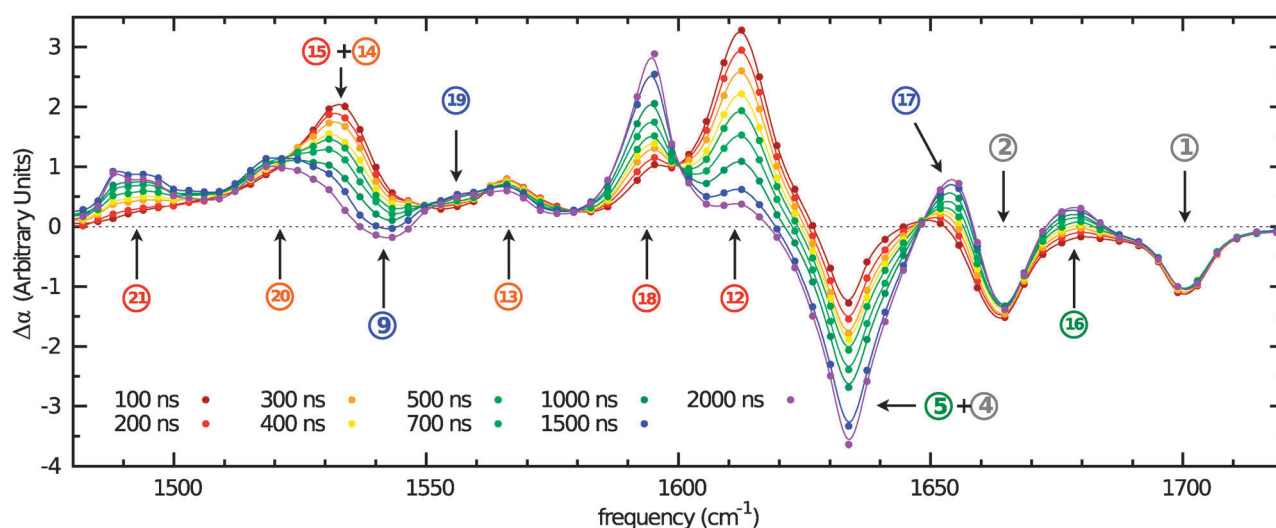 3
2
1
0
-1
-2
-3
-4
Δα (Arbitrary Units)
15 + 14
19
17
2
1
21
20
9
13
18
12
16
5 + 4
100 ns 300 ns 500 ns 1000 ns 2000 ns
200 ns 400 ns 700 ns 1500 ns
1500 1550 1600 1650 1700
frequency (cm⁻¹)